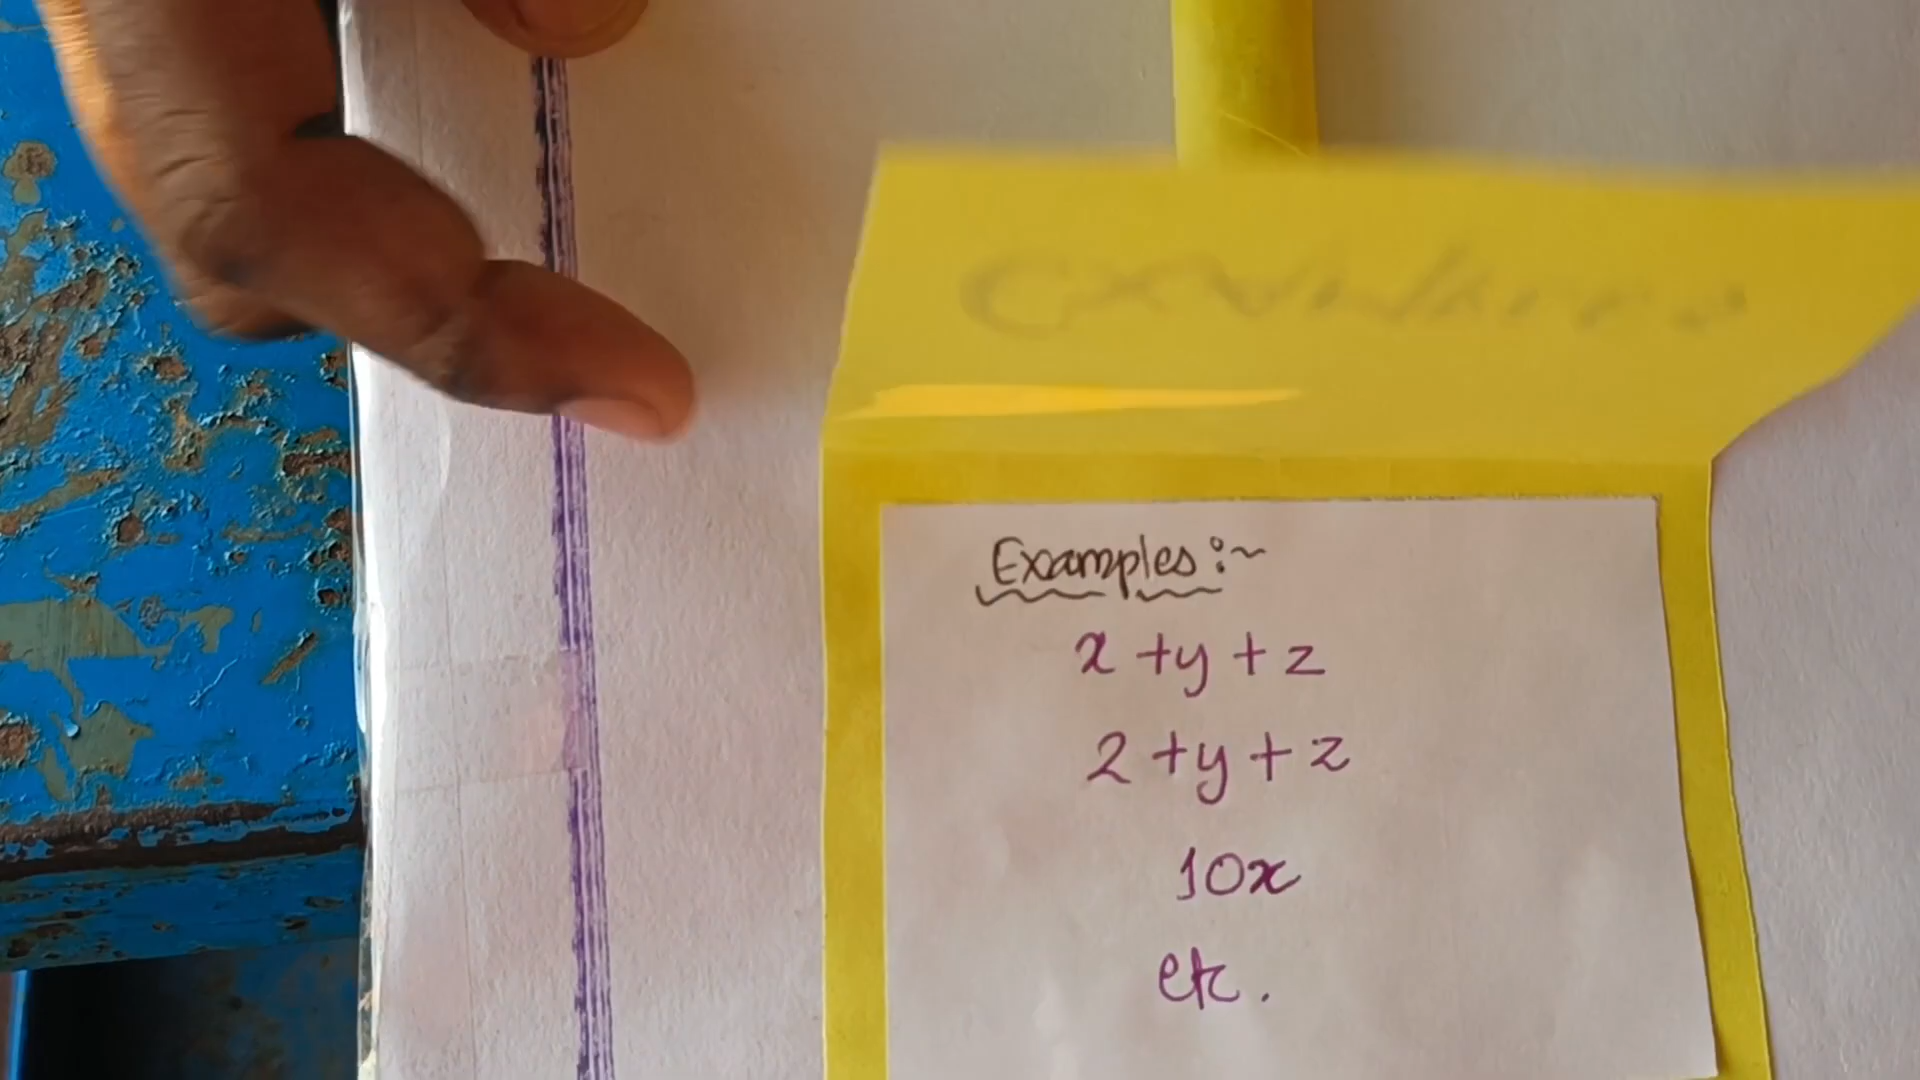 Examples:~
x + y + z
2 + y + z
10x
etc.